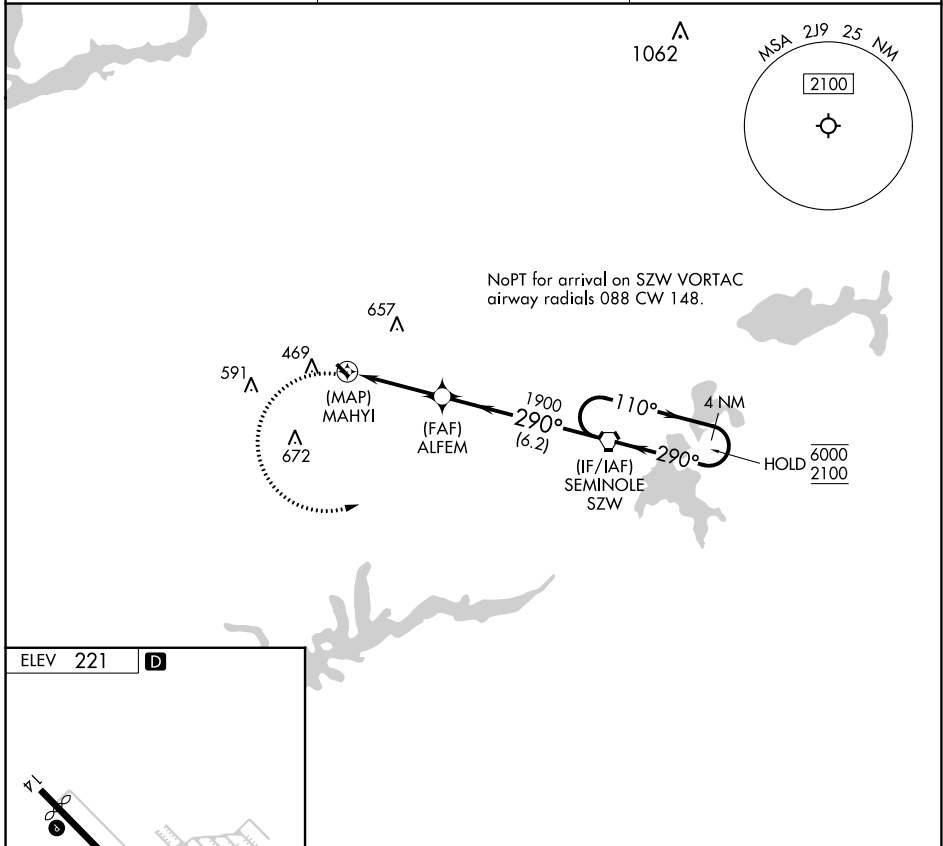 1062
MSA 2J9 25 NM
2100
NoPT for arrival on SZW VORTAC
airway radials 088 CW 148.
657
591
469
(MAP)
MAHYI
672
(FAF)
ALFEM
1900
290°
(6.2)
110°
4 NM
290°
(IF/IAF)
SEMINOLE
SZW
HOLD 6000
2100
ELEV 221 D
14
P